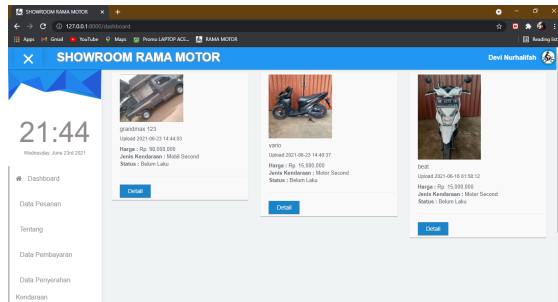 SHOWROOM RAMA MOTOR
127.0.0.1:8000/dashboard
Apps
Gmail
YouTube
Maps
Promo LAPTOP ACE...
RAMA MOTOR
Reading list
SHOWROOM RAMA MOTOR
Devi Nurhalifah
21:44
Wednesday, June 23rd 2021
Dashboard
Data Pesanan
Tentang
Data Pembayaran
Data Penyerahan
Kendaraan
grandmax 123
Upload 2021-06-23 14:44:03
Harga : Rp. 90,000,000
Jenis Kendaraan : Mobil Second
Status : Belum Laku
Detail
vario
Upload 2021-06-23 14:40:37
Harga : Rp. 15,000,000
Jenis Kendaraan : Motor Second
Status : Belum Laku
Detail
beat
Upload 2021-06-16 01:58:12
Harga : Rp. 15,000,000
Jenis Kendaraan : Motor Second
Status : Belum Laku
Detail